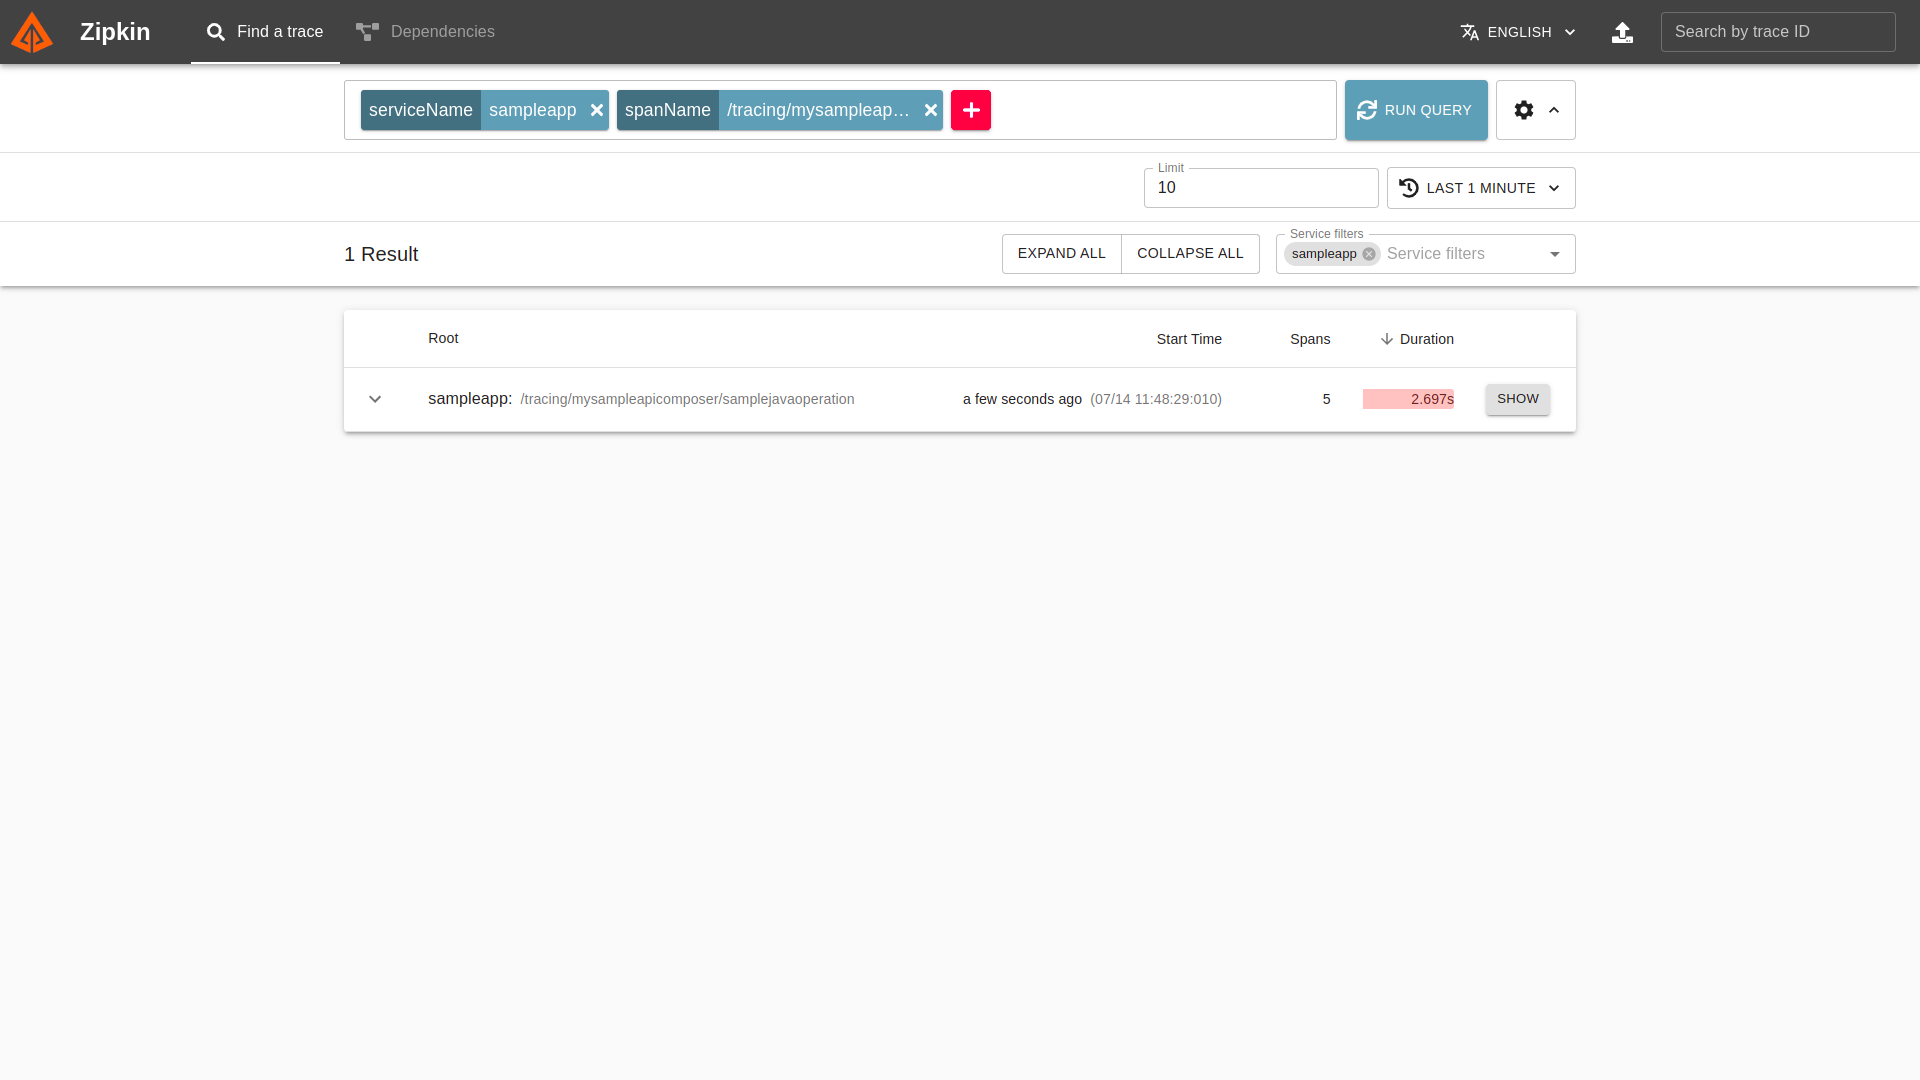 Zipkin
Find a trace
Dependencies
ENGLISH
Search by trace ID
serviceName sampleapp
spanName /tracing/mysampleap…
RUN QUERY
Limit
10
LAST 1 MINUTE
1 Result
EXPAND ALL
COLLAPSE ALL
Service filters
sampleapp
Service filters
Root Start Time Spans Duration
sampleapp: /tracing/mysampleapicomposer/samplejavaoperation a few seconds ago (07/14 11:48:29:010) 5 2.697s SHOW